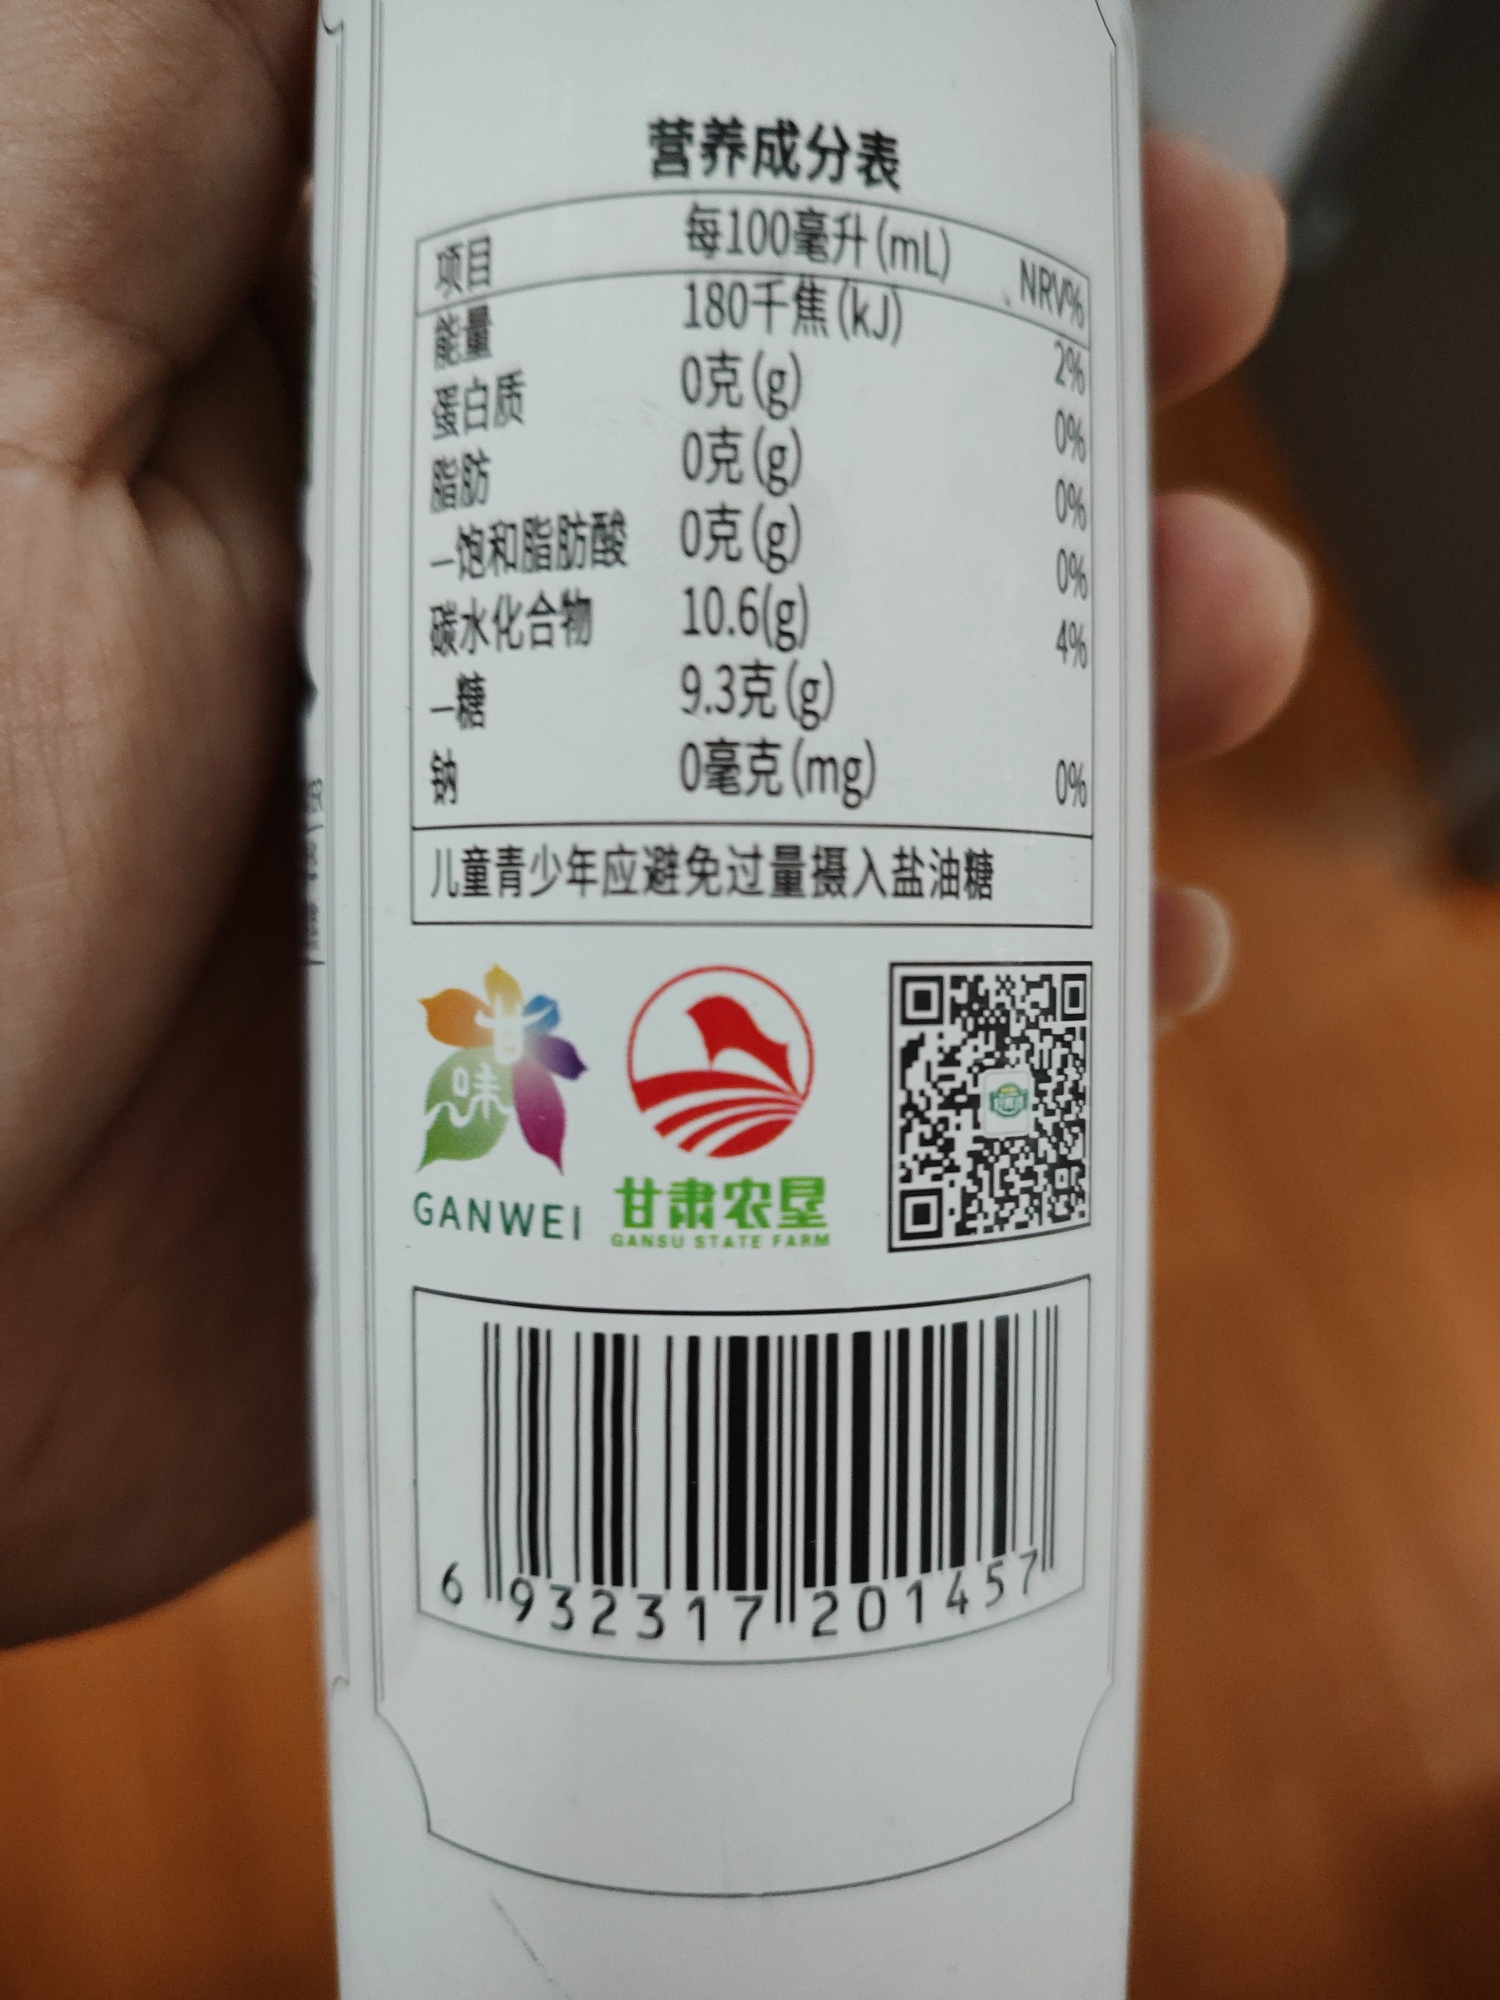 营养成分表
项目 每100毫升(mL) NRV%
能量 180千焦(kJ) 2%
蛋白质 0克(g) 0%
脂肪 0克(g) 0%
—饱和脂肪酸 0克(g) 0%
碳水化合物 10.6(g) 4%
—糖 9.3克(g)
钠 0毫克(mg) 0%
儿童青少年应避免过量摄入盐油糖
甘味
GANWEI
甘肃农垦
GANSU STATE FARM
6 932317 201457